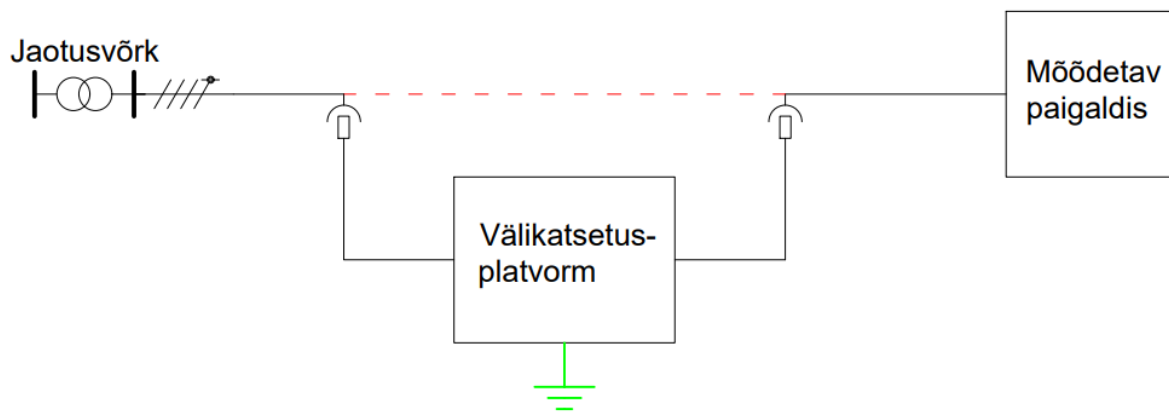 Jaotusvõrk
Mõõdetav
paigaldis
Välikatsetus-
platvorm